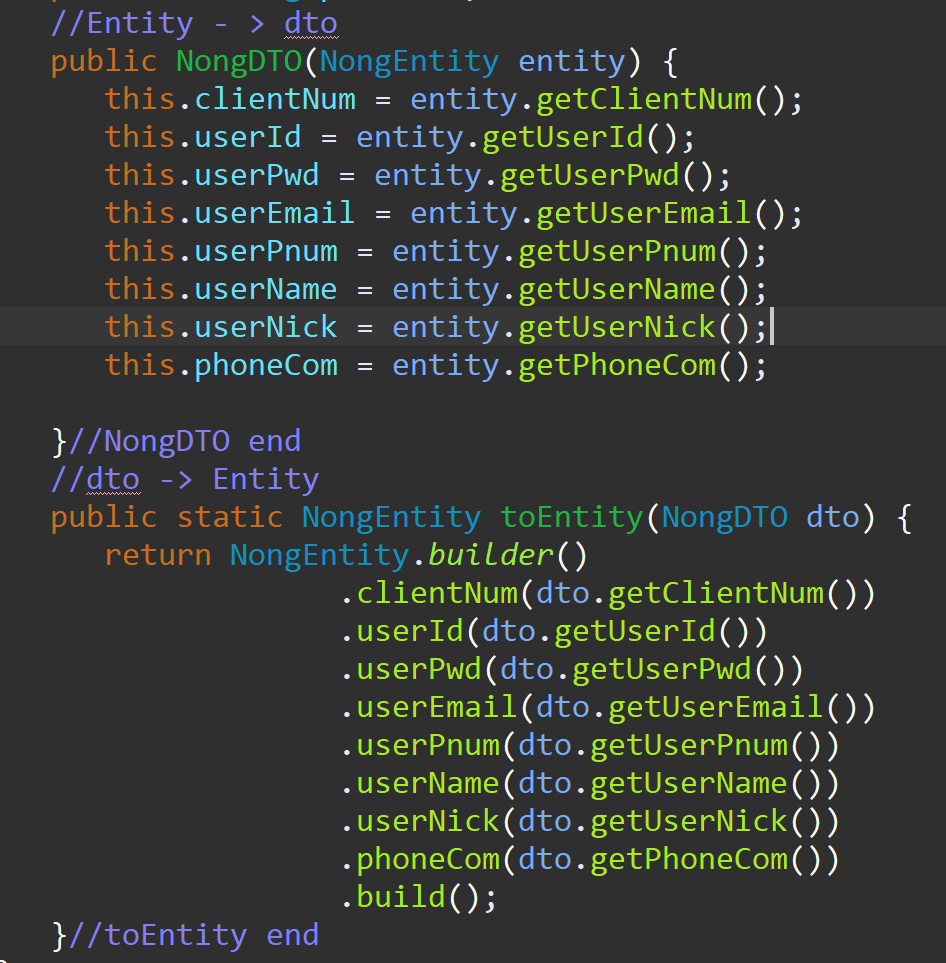 //Entity - > dto
public NongDTO(NongEntity entity) {
this.clientNum = entity.getClientNum();
this.userId = entity.getUserId();
this.userPwd = entity.getUserPwd();
this.userEmail = entity.getUserEmail();
this.userPnum = entity.getUserPnum();
this.userName = entity.getUserName();
this.userNick = entity.getUserNick();
this.phoneCom = entity.getPhoneCom();
}//NongDTO end
//dto -> Entity
public static NongEntity toEntity(NongDTO dto) {
return NongEntity.builder()
.clientNum(dto.getClientNum())
.userId(dto.getUserId())
.userPwd(dto.getUserPwd())
.userEmail(dto.getUserEmail())
.userPnum(dto.getUserPnum())
.userName(dto.getUserName())
.userNick(dto.getUserNick())
.phoneCom(dto.getPhoneCom())
.build();
}//toEntity end